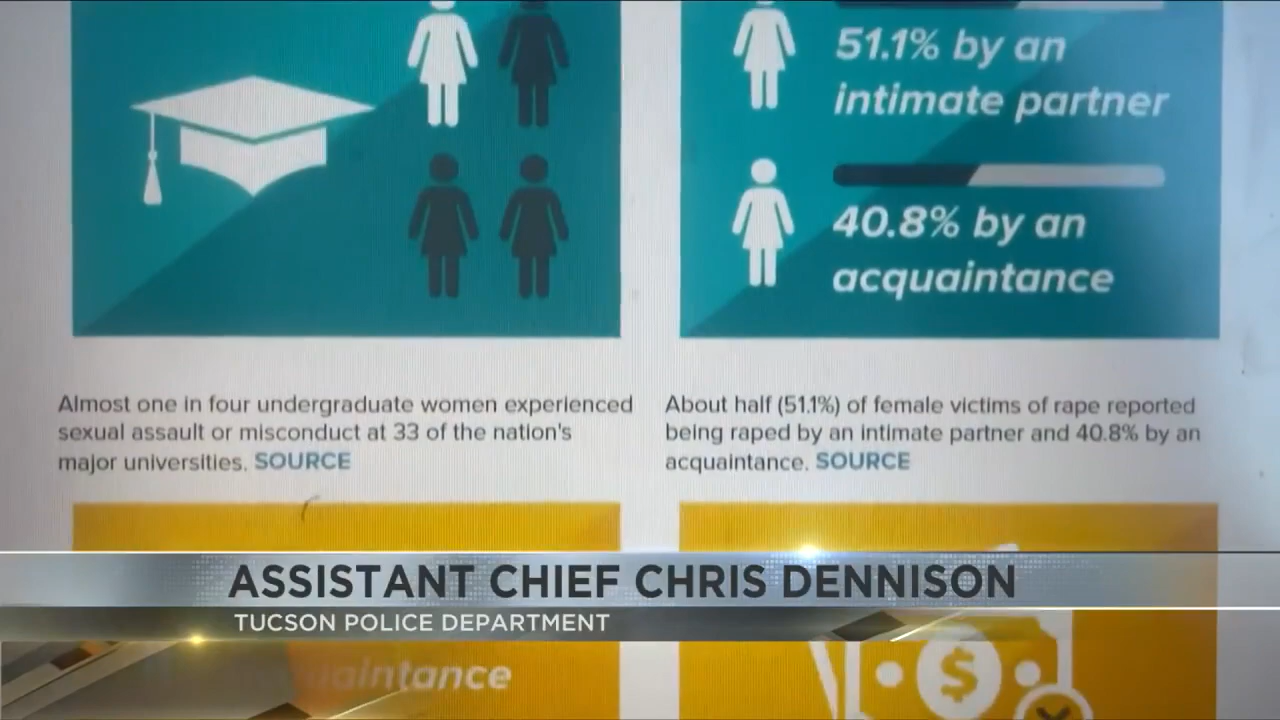 51.1% by an
intimate partner
40.8% by an
acquaintance
Almost one in four undergraduate women experienced
sexual assault or misconduct at 33 of the nation's
major universities. SOURCE
About half (51.1%) of female victims of rape reported
being raped by an intimate partner and 40.8% by an
acquaintance. SOURCE
ASSISTANT CHIEF CHRIS DENNISON
TUCSON POLICE DEPARTMENT
$